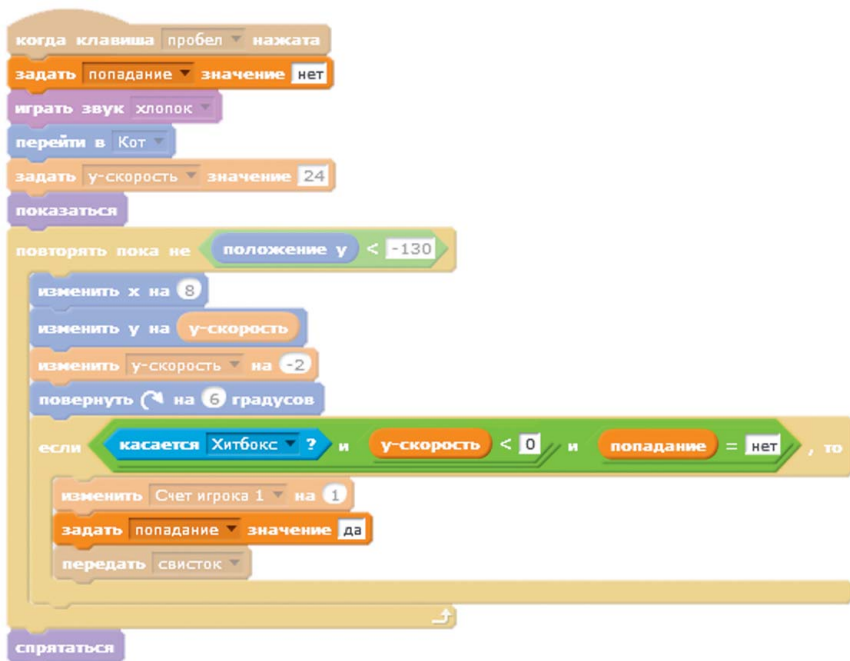 когда клавиша пробел нажата
задать попадание значение нет
играть звук хлопок
перейти в Кот
задать у-скорость значение 24
показаться
повторять пока не положение у < -130
изменить х на 8
изменить у на у-скорость
изменить у-скорость на -2
повернуть на 6 градусов
если касается Хитбокс ? и у-скорость < 0 и попадание = нет , то
изменить Счет игрока 1 на 1
задать попадание значение да
передать свисток
спрятаться